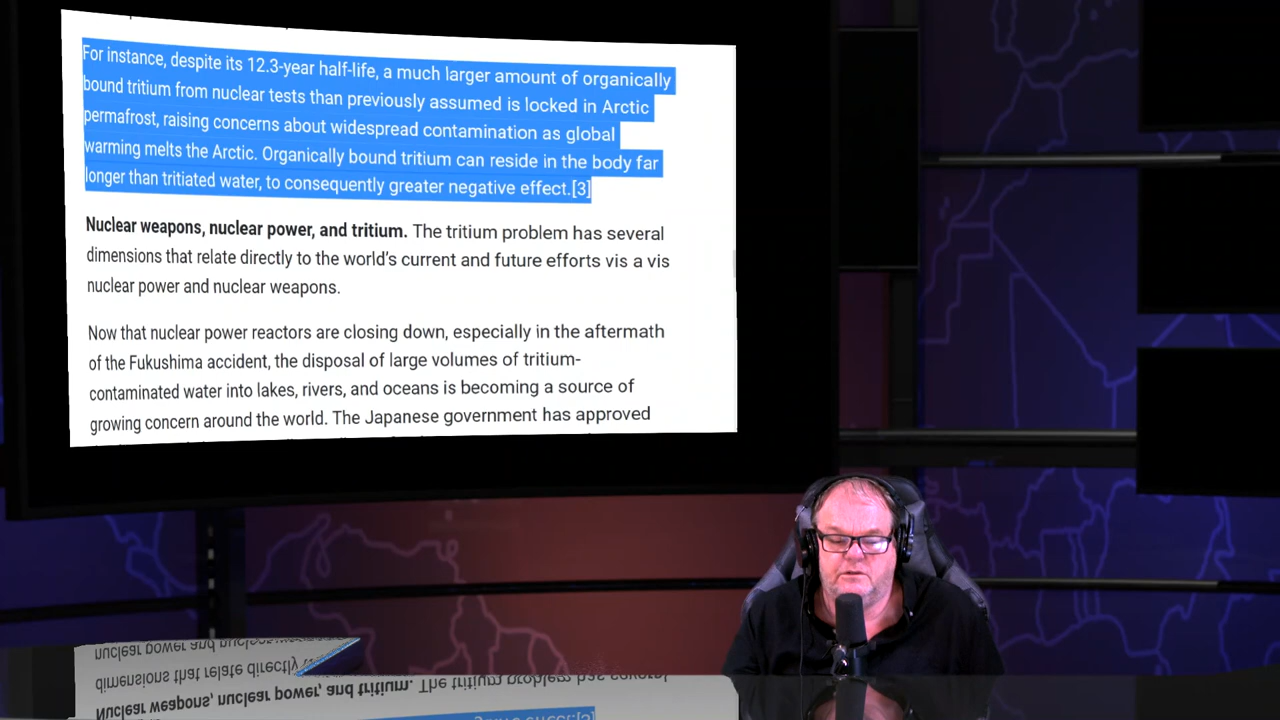 For instance, despite its 12.3-year half-life, a much larger amount of organically
bound tritium from nuclear tests than previously assumed is locked in Arctic
permafrost, raising concerns about widespread contamination as global
warming melts the Arctic. Organically bound tritium can reside in the body far
longer than tritiated water, to consequently greater negative effect.[3]
Nuclear weapons, nuclear power, and tritium. The tritium problem has several
dimensions that relate directly to the world's current and future efforts vis a vis
nuclear power and nuclear weapons.
Now that nuclear power reactors are closing down, especially in the aftermath
of the Fukushima accident, the disposal of large volumes of tritium-
contaminated water into lakes, rivers, and oceans is becoming a source of
growing concern around the world. The Japanese government has approved